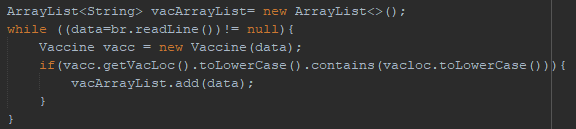 ArrayList<String> vacArrayList= new ArrayList<>();
while ((data=br.readLine())!= null){
Vaccine vacc = new Vaccine(data);
if(vacc.getVacLoc().toLowerCase().contains(vacloc.toLowerCase())){
vacArrayList.add(data);
}
}